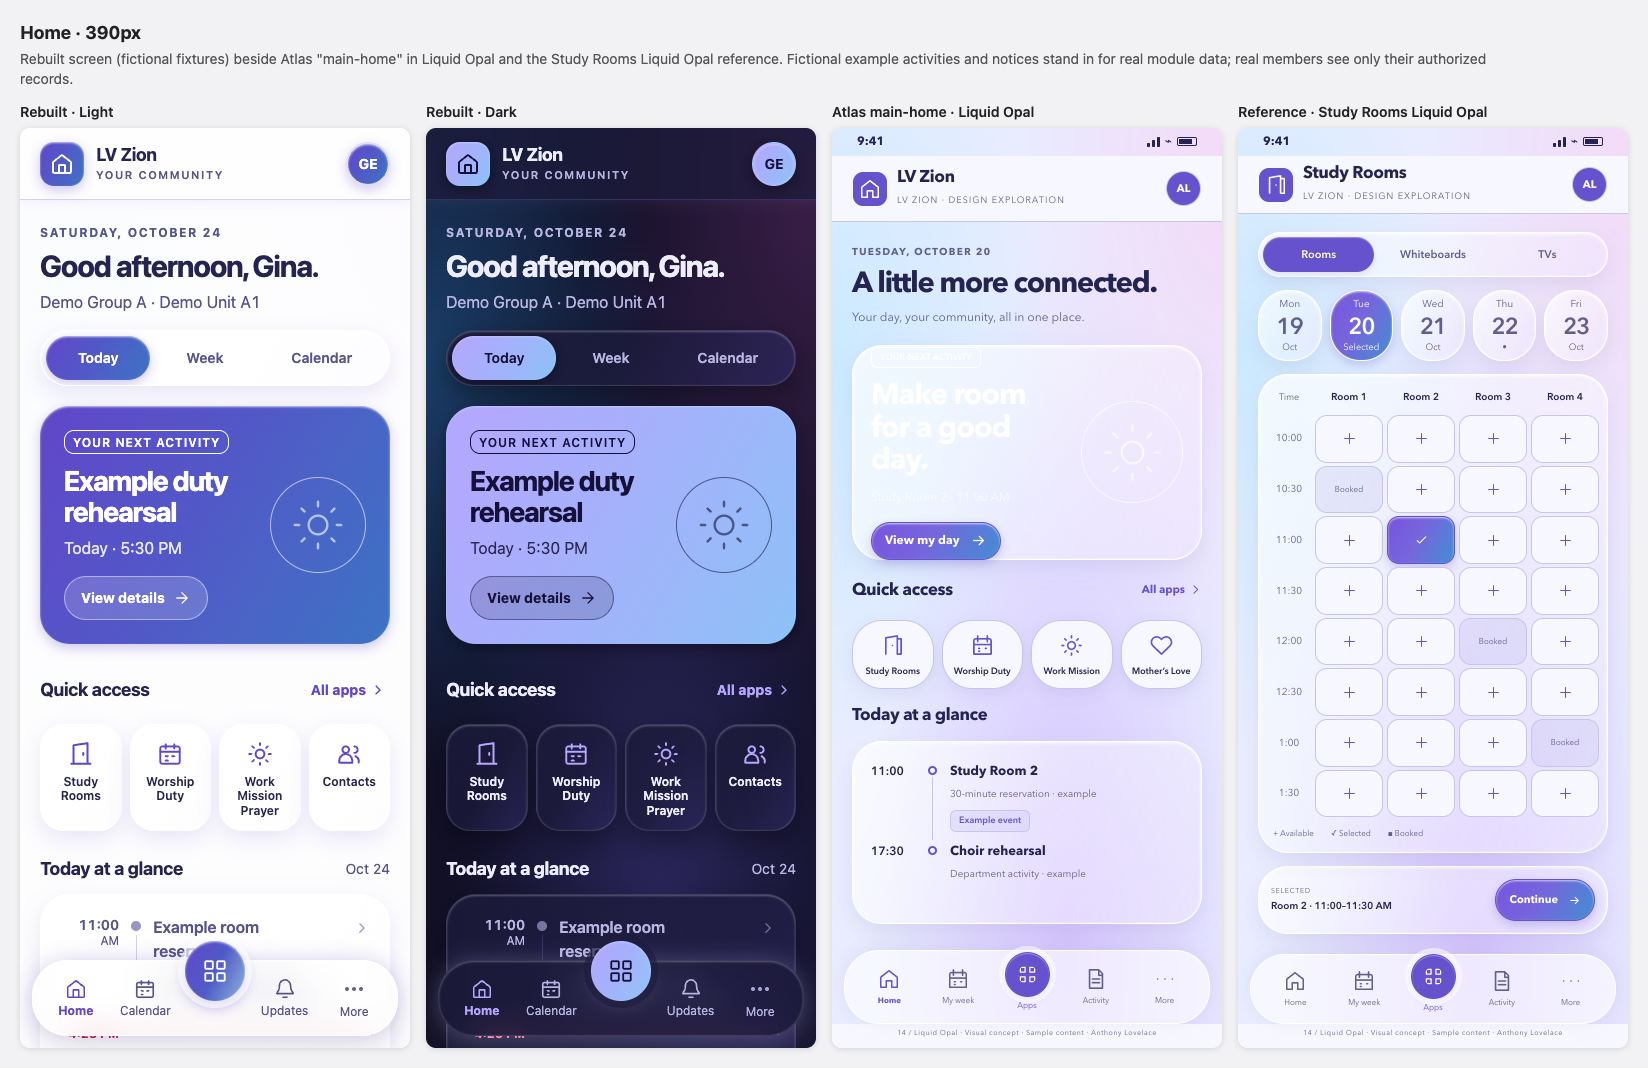 Home · 390px
Rebuilt screen (fictional fixtures) beside Atlas "main-home" in Liquid Opal and the Study Rooms Liquid Opal reference. Fictional example activities and notices stand in for real module data; real members see only their authorized
records.
Rebuilt · Light
LV Zion
YOUR COMMUNITY
GE
SATURDAY, OCTOBER 24
Good afternoon, Gina.
Demo Group A · Demo Unit A1
Today
Week
Calendar
YOUR NEXT ACTIVITY
Example duty
rehearsal
Today · 5:30 PM
View details
Quick access
All apps
Study
Rooms
Worship
Duty
Work
Mission
Prayer
Contacts
Today at a glance
Oct 24
11:00
AM
Example room
Home
Calendar
Updates
More
Rebuilt · Dark
LV Zion
YOUR COMMUNITY
GE
SATURDAY, OCTOBER 24
Good afternoon, Gina.
Demo Group A · Demo Unit A1
Today
Week
Calendar
YOUR NEXT ACTIVITY
Example duty
rehearsal
Today · 5:30 PM
View details
Quick access
All apps
Study
Rooms
Worship
Duty
Work
Mission
Prayer
Contacts
Today at a glance
Oct 24
11:00
AM
Example room
Home
Calendar
Updates
More
Atlas main-home · Liquid Opal
9:41
LV Zion
LV ZION · DESIGN EXPLORATION
AL
TUESDAY, OCTOBER 20
A little more connected.
Your day, your community, all in one place.
YOUR NEXT ACTIVITY
Make room
for a good
day.
Study Room 2 · 11:00 AM
View my day
Quick access
All apps
Study Rooms
Worship Duty
Work Mission
Mother's Love
Today at a glance
11:00
Study Room 2
30-minute reservation · example
Example event
17:30
Choir rehearsal
Department activity · example
Home
My week
Apps
Activity
More
14 / Liquid Opal · Visual concept · Sample content · Anthony Lovelace
Reference · Study Rooms Liquid Opal
9:41
Study Rooms
LV ZION · DESIGN EXPLORATION
AL
Rooms
Whiteboards
TVs
Mon
19
Oct
Tue
20
Selected
Wed
21
Oct
Thu
22
Fri
23
Oct
Time
Room 1
Room 2
Room 3
Room 4
10:00
10:30
Booked
11:00
11:30
12:00
Booked
12:30
1:00
Booked
1:30
+ Available
✓ Selected
■ Booked
SELECTED
Room 2 · 11:00–11:30 AM
Continue
Home
My week
Apps
Activity
More
14 / Liquid Opal · Visual concept · Sample content · Anthony Lovelace